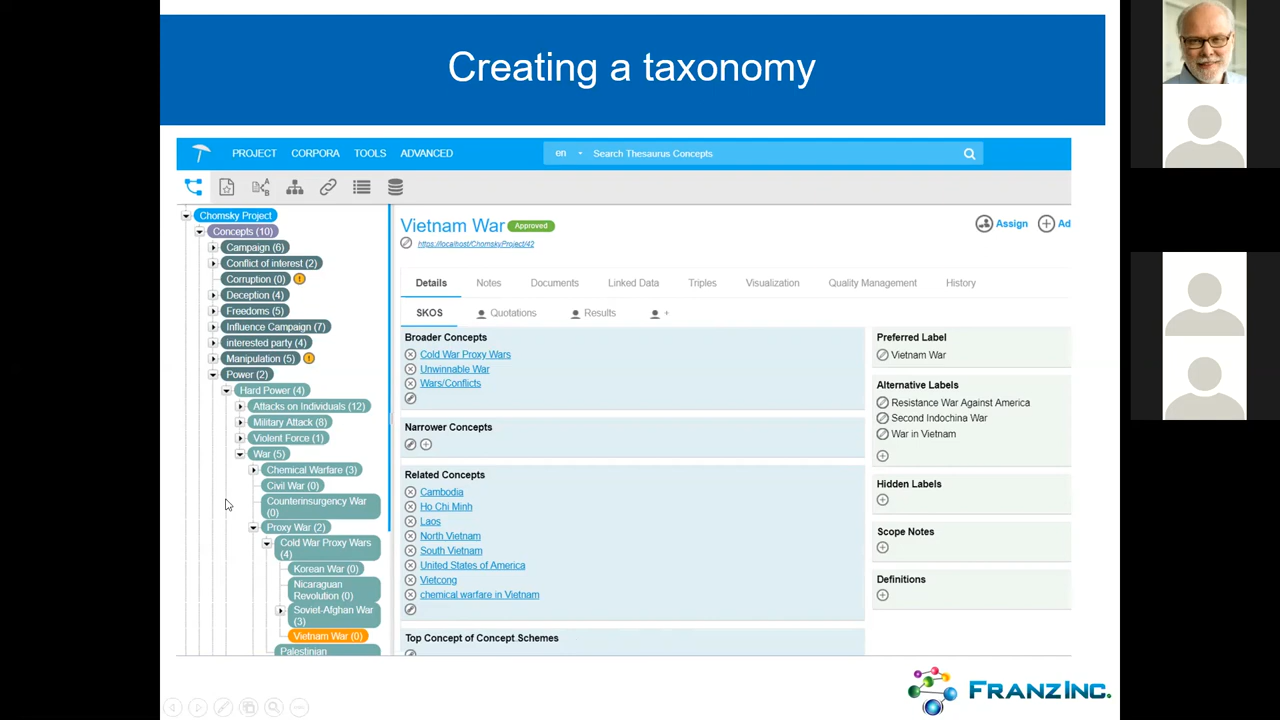 Creating a taxonomy
PROJECT CORPORA TOOLS ADVANCED en Search Thesaurus Concepts
Chomsky Project
Concepts (10)
Campaign (6)
Conflict of interest (2)
Corruption (0)
Deception (4)
Freedoms (5)
Influence Campaign (7)
interested party (4)
Manipulation (5)
Power (2)
Hard Power (4)
Attacks on Individuals (12)
Military Attack (8)
Violent Force (1)
War (5)
Chemical Warfare (3)
Civil War (0)
Counterinsurgency War
(0)
Proxy War (2)
Cold War Proxy Wars
(4)
Korean War (0)
Nicaraguan
Revolution (0)
Soviet-Afghan War
(3)
Vietnam War (0)
Palestinian
Vietnam War Approved
https://localhost/ChomskyProject/42
Assign Ad
Details Notes Documents Linked Data Triples Visualization Quality Management History
SKOS Quotations Results +
Broader Concepts
Cold War Proxy Wars
Unwinnable War
Wars/Conflicts
Narrower Concepts
Related Concepts
Cambodia
Ho Chi Minh
Laos
North Vietnam
South Vietnam
United States of America
Vietcong
chemical warfare in Vietnam
Top Concept of Concept Schemes
Preferred Label
Vietnam War
Alternative Labels
Resistance War Against America
Second Indochina War
War in Vietnam
Hidden Labels
Scope Notes
Definitions
FRANZ INC.